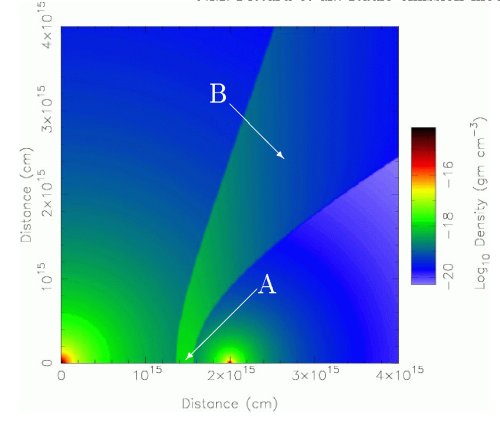 4×10¹⁵
3×10¹⁵
2×10¹⁵
10¹⁵
0
Distance (cm)
B
A
0
10¹⁵
2×10¹⁵
3×10¹⁵
4×10¹⁵
Distance (cm)
−16
−18
−20
Log₁₀ Density (gm cm⁻³)